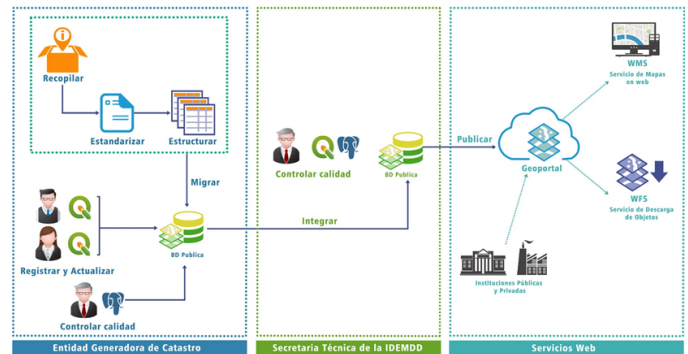 Recopilar
Estandarizar
Estructurar
Migrar
BD Publica
Registrar y Actualizar
Controlar calidad
Entidad Generadora de Catastro
Controlar calidad
BD Publica
Integrar
Secretaria Técnica de la IDEMDD
Publicar
Geoportal
WMS
Servicio de Mapas
en web
WFS
Servicio de Descarga
de Objetos
Instituciones Públicas
y Privadas
Servicios Web